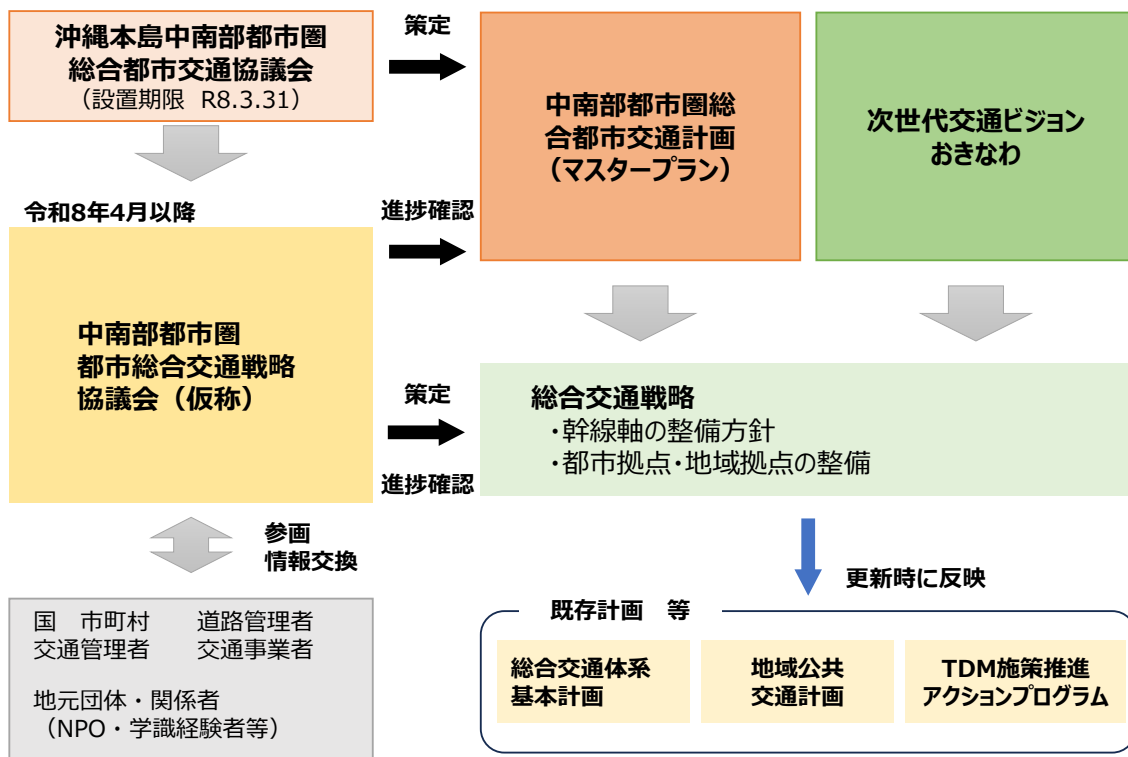 沖縄本島中南部都市圏
総合都市交通協議会
（設置期限 R8.3.31）
策定
中南部都市圏総
合都市交通計画
（マスタープラン）
次世代交通ビジョン
おきなわ
令和8年4月以降
進捗確認
中南部都市圏
都市総合交通戦略
協議会（仮称）
策定
進捗確認
総合交通戦略
・幹線軸の整備方針
・都市拠点・地域拠点の整備
参画
情報交換
更新時に反映
国　市町村　　道路管理者
交通管理者　　交通事業者
地元団体・関係者
（NPO・学識経験者等）
既存計画　等
総合交通体系
基本計画
地域公共
交通計画
TDM施策推進
アクションプログラム